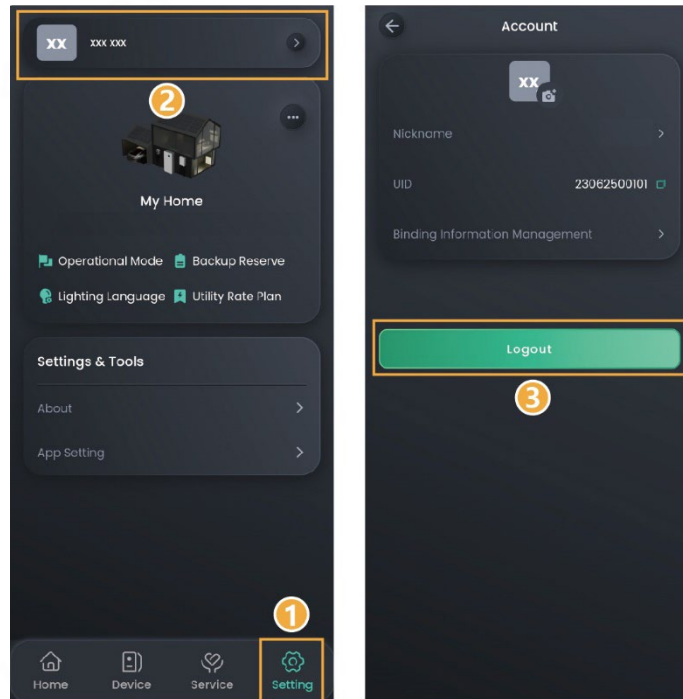 xx xxx xxx
2
My Home
Operational Mode Backup Reserve
Lighting Language Utility Rate Plan
Settings & Tools
About
App Setting
1
Home Device Service Setting
Account
xx
Nickname
UID 23062500101
Binding Information Management
Logout
3